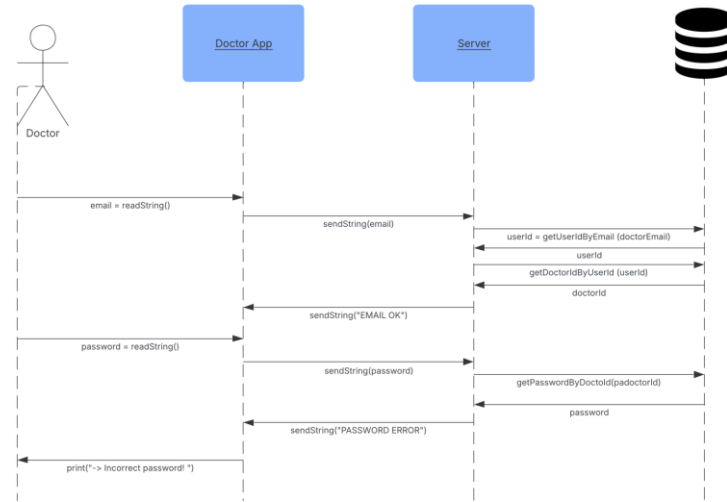 Doctor App
Server
Doctor
email = readString()
sendString(email)
userId = getUserIdByEmail (doctorEmail)
userId
getDoctorIdByUserId (userId)
doctorId
sendString("EMAIL OK")
password = readString()
sendString(password)
getPasswordByDoctoId(padoctorId)
password
sendString("PASSWORD ERROR")
print("-> Incorrect password! ")